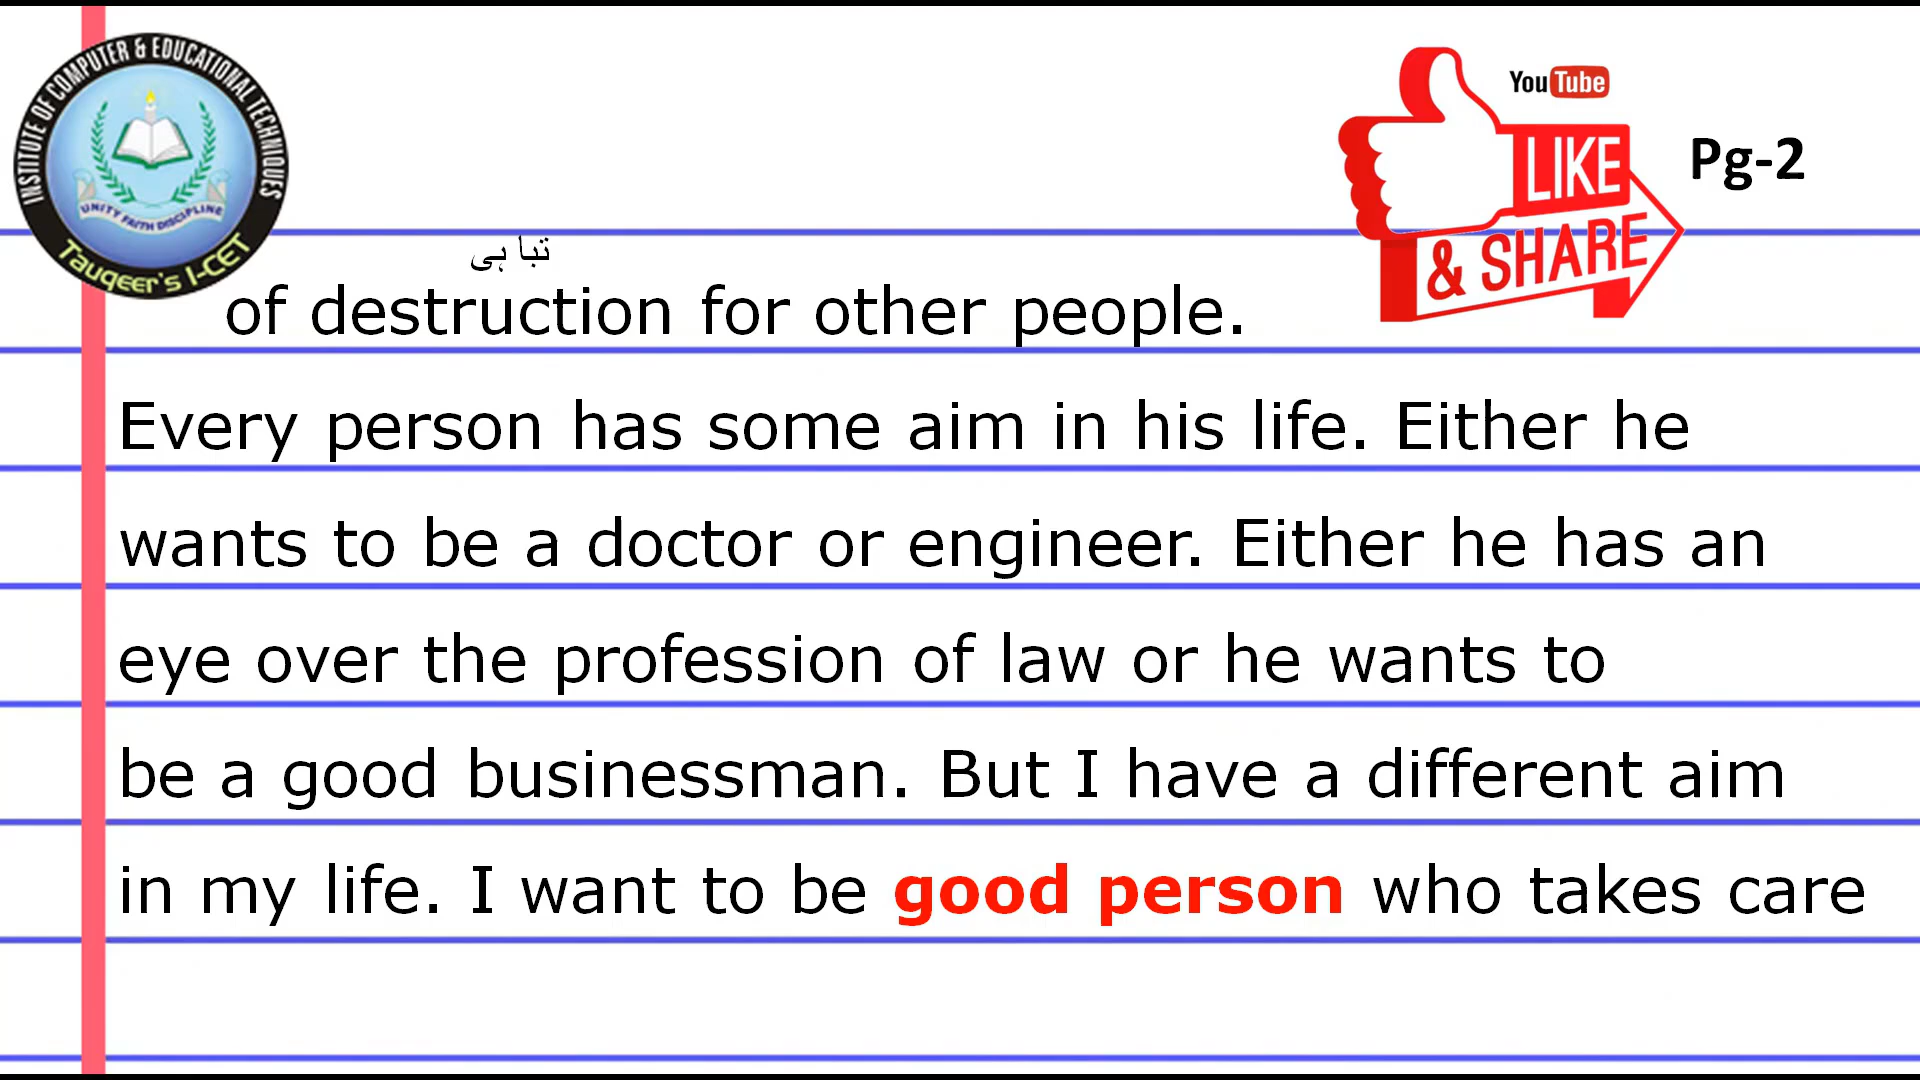 INSTITUTE OF COMPUTER & EDUCATIONAL TECHNIQUES
UNITY FAITH DISCIPLINE
Tauqeer's I-CET
YouTube
LIKE
& SHARE
Pg-2
تباہی
of destruction for other people.
Every person has some aim in his life. Either he
wants to be a doctor or engineer. Either he has an
eye over the profession of law or he wants to
be a good businessman. But I have a different aim
in my life. I want to be good person who takes care